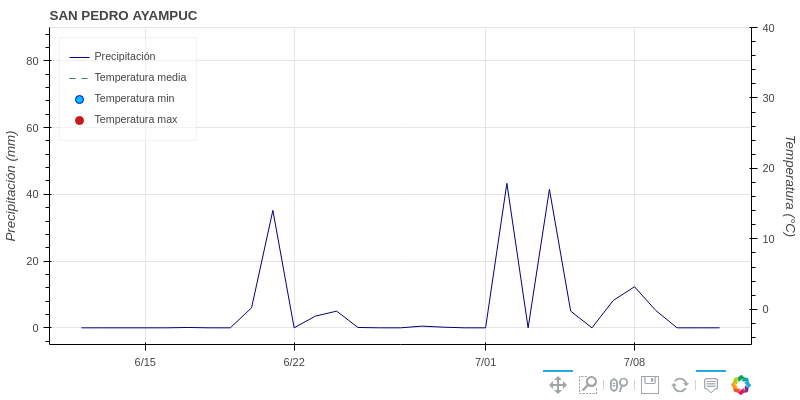 SAN PEDRO AYAMPUC
Precipitación
Temperatura media
Temperatura min
Temperatura max
Precipitación (mm)
80
60
40
20
0
40
30
20
10
0
Temperatura (°C)
6/15
6/22
7/01
7/08